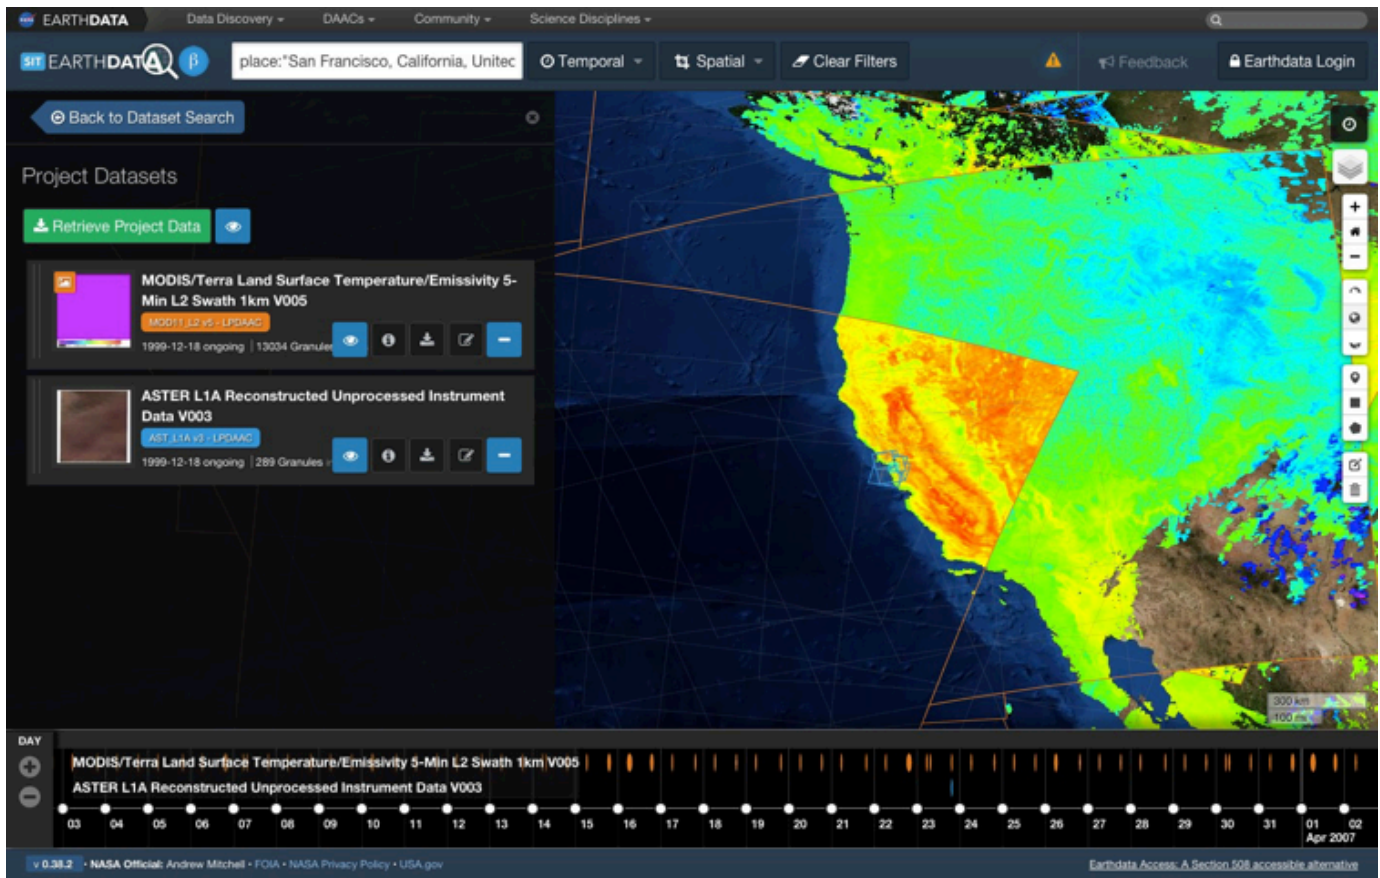 EARTHDATA Data Discovery DAACs Community Science Disciplines
SIT EARTHDATA β place:"San Francisco, California, Unitec Temporal Spatial Clear Filters Feedback Earthdata Login
Back to Dataset Search
Project Datasets
Retrieve Project Data
MODIS/Terra Land Surface Temperature/Emissivity 5-
Min L2 Swath 1km V005
MOD11_L2 v5 - LPDAAC
1999-12-18 ongoing | 13034 Granules
ASTER L1A Reconstructed Unprocessed Instrument
Data V003
AST_L1A v3 - LPDAAC
1999-12-18 ongoing | 289 Granules
300 km
100 mi
DAY
MODIS/Terra Land Surface Temperature/Emissivity 5-Min L2 Swath 1km V005
ASTER L1A Reconstructed Unprocessed Instrument Data V003
03 04 05 06 07 08 09 10 11 12 13 14 15 16 17 18 19 20 21 22 23 24 25 26 27 28 29 30 31 01 02
Apr 2007
v 0.38.2 • NASA Official: Andrew Mitchell • FOIA • NASA Privacy Policy • USA.gov Earthdata Access: A Section 508 accessible alternative